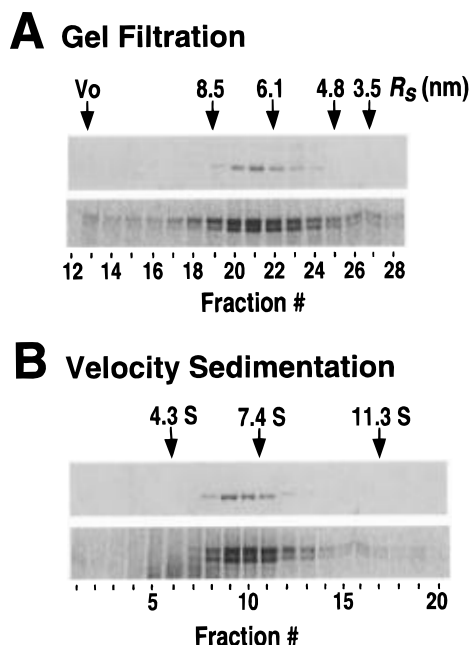 A Gel Filtration
Vo 8.5 6.1 4.8 3.5 Rs (nm)
12 14 16 18 20 22 24 26 28
Fraction #
B Velocity Sedimentation
4.3 S 7.4 S 11.3 S
5 10 15 20
Fraction #